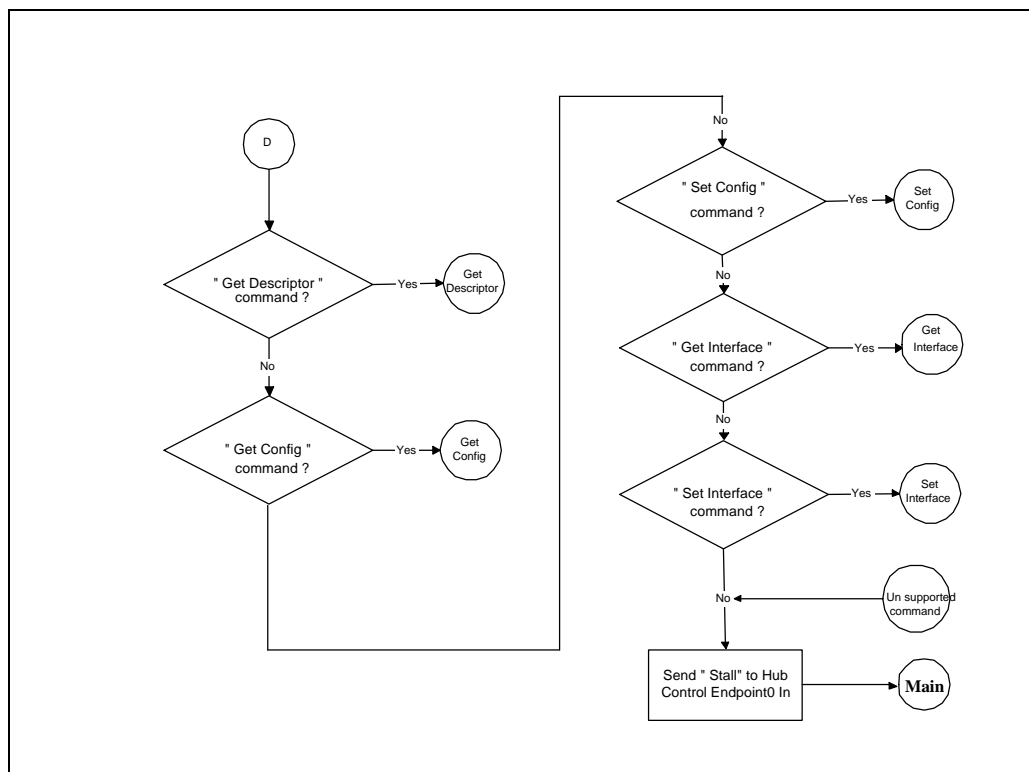 D
" Get Descriptor "
command ?
Yes
Get
Descriptor
No
" Get Config "
command ?
Yes
Get
Config
No
" Set Config "
command ?
Yes
Set
Config
No
" Get Interface "
command ?
Yes
Get
Interface
No
" Set Interface "
command ?
Yes
Set
Interface
No
Un supported
command
Send " Stall" to Hub
Control Endpoint0 In
Main